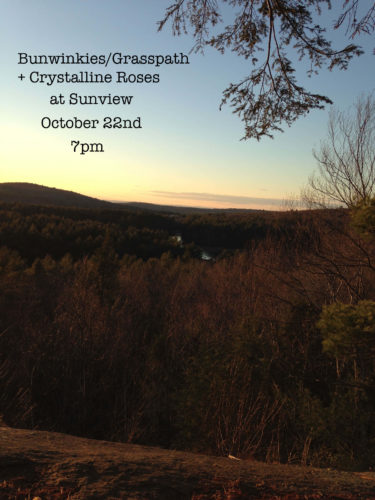 Bunwinkies/Grasspath
+ Crystalline Roses
at Sunview
October 22nd
7pm